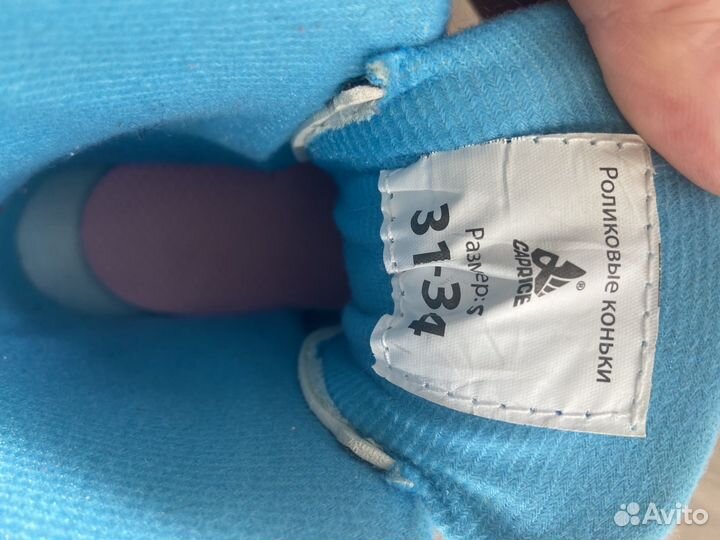 Роликовые коньки
CAPRICE®
Размер: S
31-34
Avito